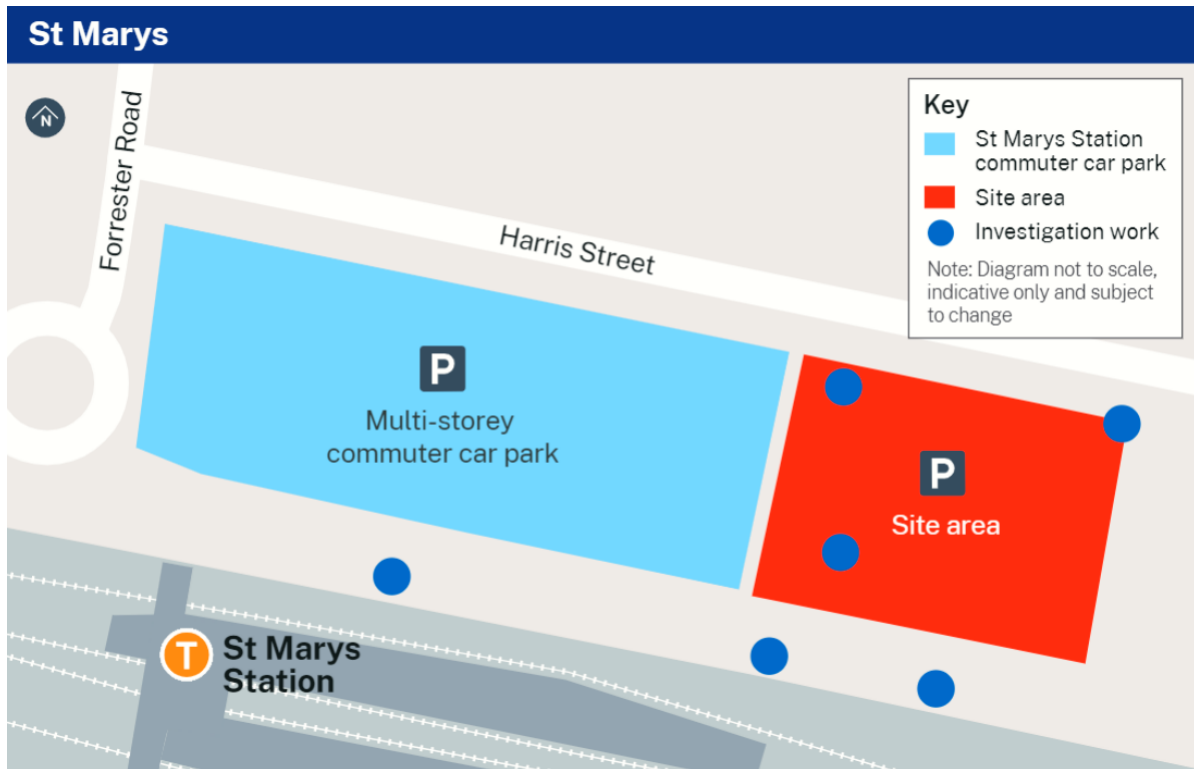 St Marys
N
Forrester Road
Harris Street
Key
St Marys Station
commuter car park
Site area
Investigation work
Note: Diagram not to scale,
indicative only and subject
to change
P
Multi-storey
commuter car park
P
Site area
T
St Marys
Station